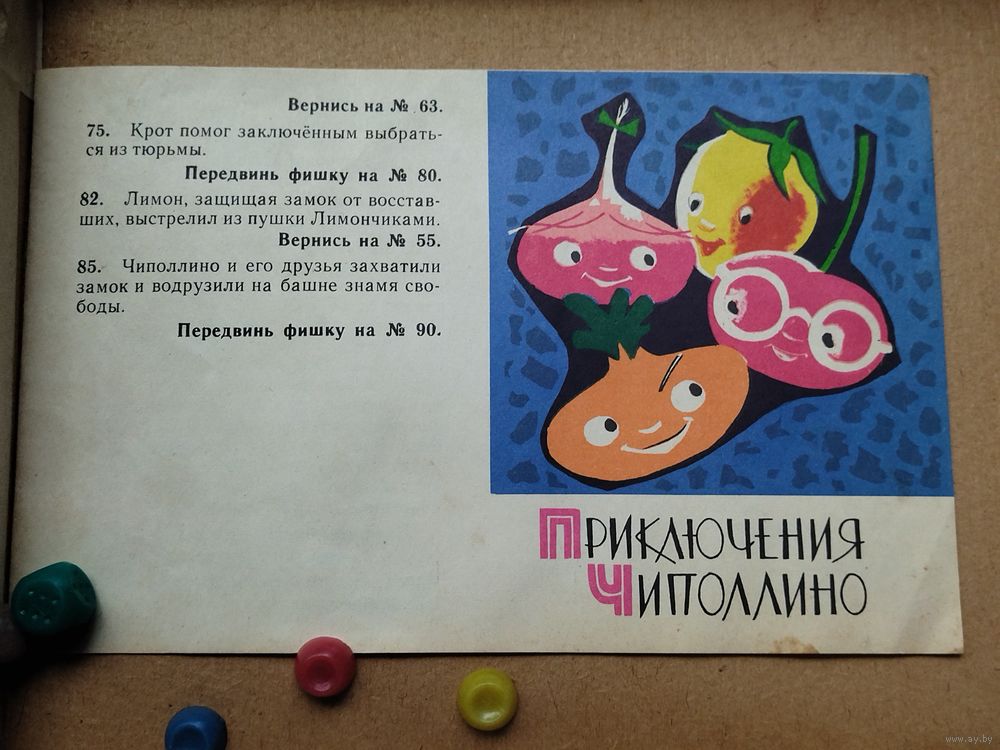 Вернись на № 63.
75. Крот помог заключённым выбрать-
ся из тюрьмы.
Передвинь фишку на № 80.
82. Лимон, защищая замок от восстав-
ших, выстрелил из пушки Лимончиками.
Вернись на № 55.
85. Чиполлино и его друзья захватили
замок и водрузили на башне знамя сво-
боды.
Передвинь фишку на № 90.
ПРИКЛЮЧЕНИЯ
ЧИПОЛЛИНО
www.ay.by